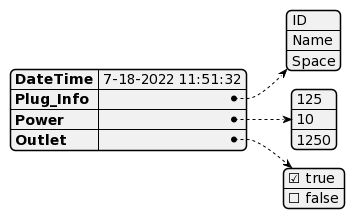 ID
Name
Space
DateTime 7-18-2022 11:51:32
Plug_Info
Power
Outlet
125
10
1250
☑ true
☐ false